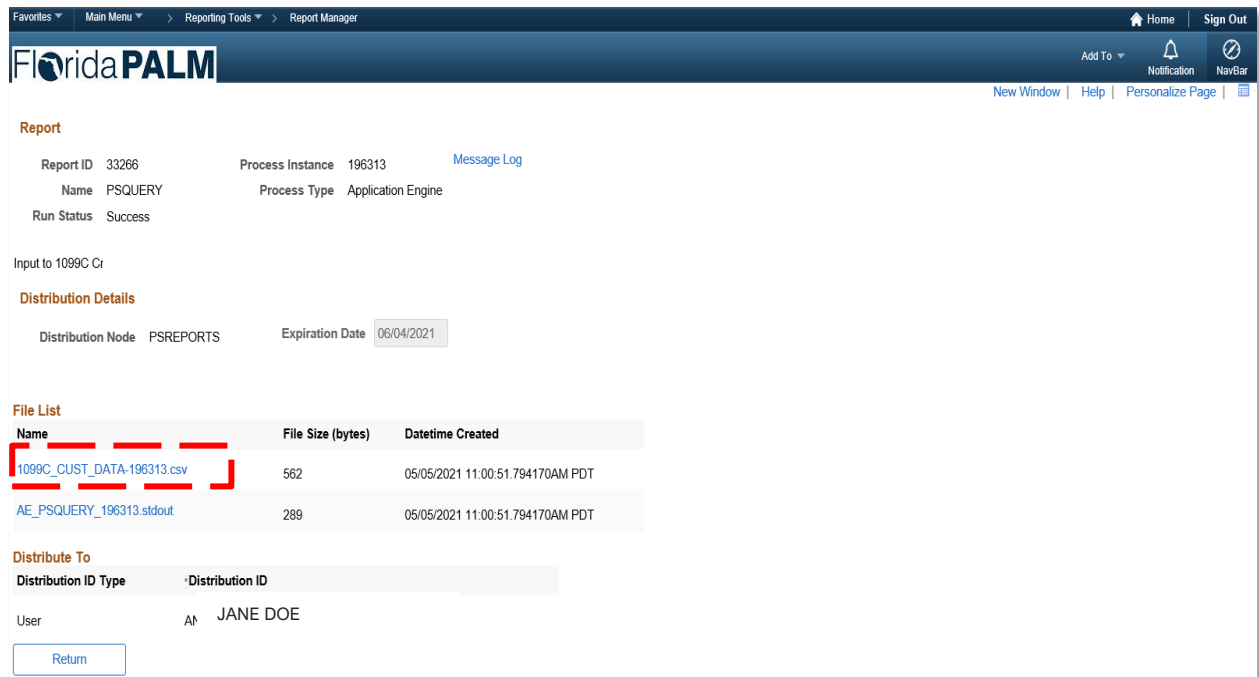 Favorites Main Menu > Reporting Tools > Report Manager Home Sign Out
Florida PALM Add To Notification NavBar
New Window | Help | Personalize Page |
Report
Report ID 33266 Process Instance 196313 Message Log
Name PSQUERY Process Type Application Engine
Run Status Success
Input to 1099C Cr
Distribution Details
Distribution Node PSREPORTS Expiration Date 06/04/2021
File List
Name File Size (bytes) Datetime Created
1099C_CUST_DATA-196313.csv 562 05/05/2021 11:00:51.794170AM PDT
AE_PSQUERY_196313.stdout 289 05/05/2021 11:00:51.794170AM PDT
Distribute To
Distribution ID Type *Distribution ID
User JANE DOE
Return